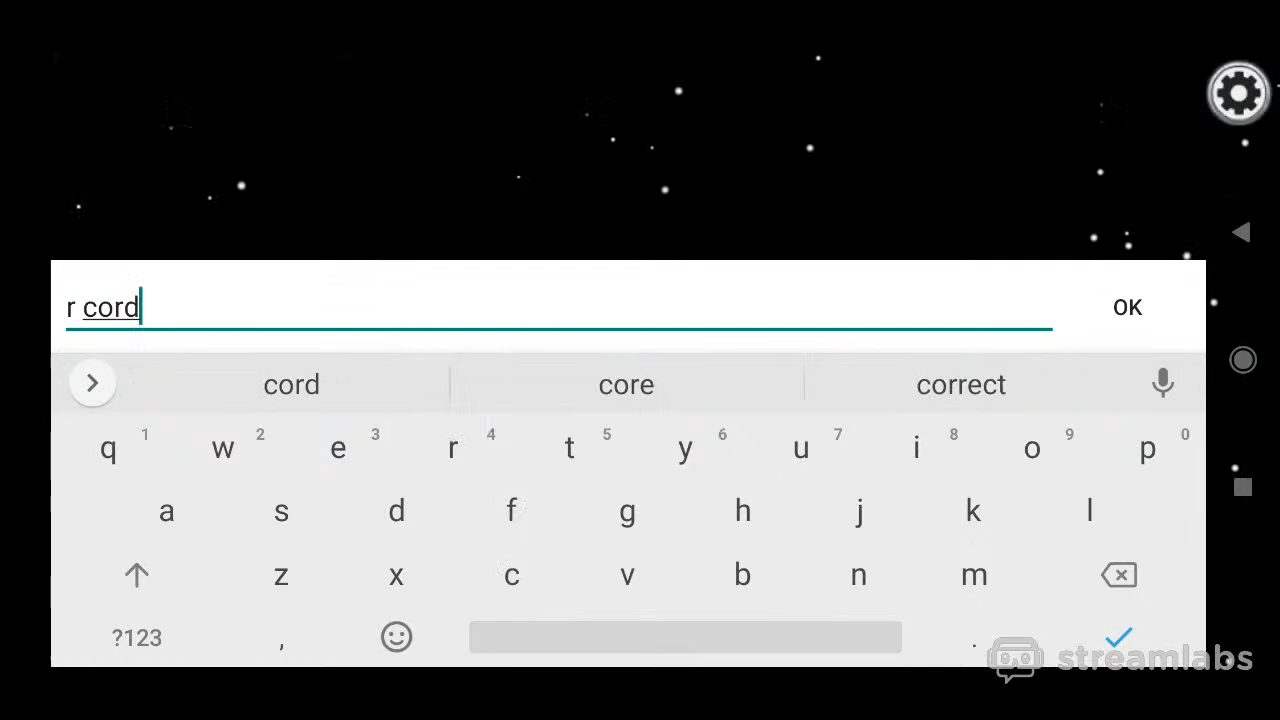 r cord
OK
cord core correct
q 1 w 2 e 3 r 4 t 5 y 6 u 7 i 8 o 9 p 0
a s d f g h j k l
z x c v b n m
?123 , .
streamlabs